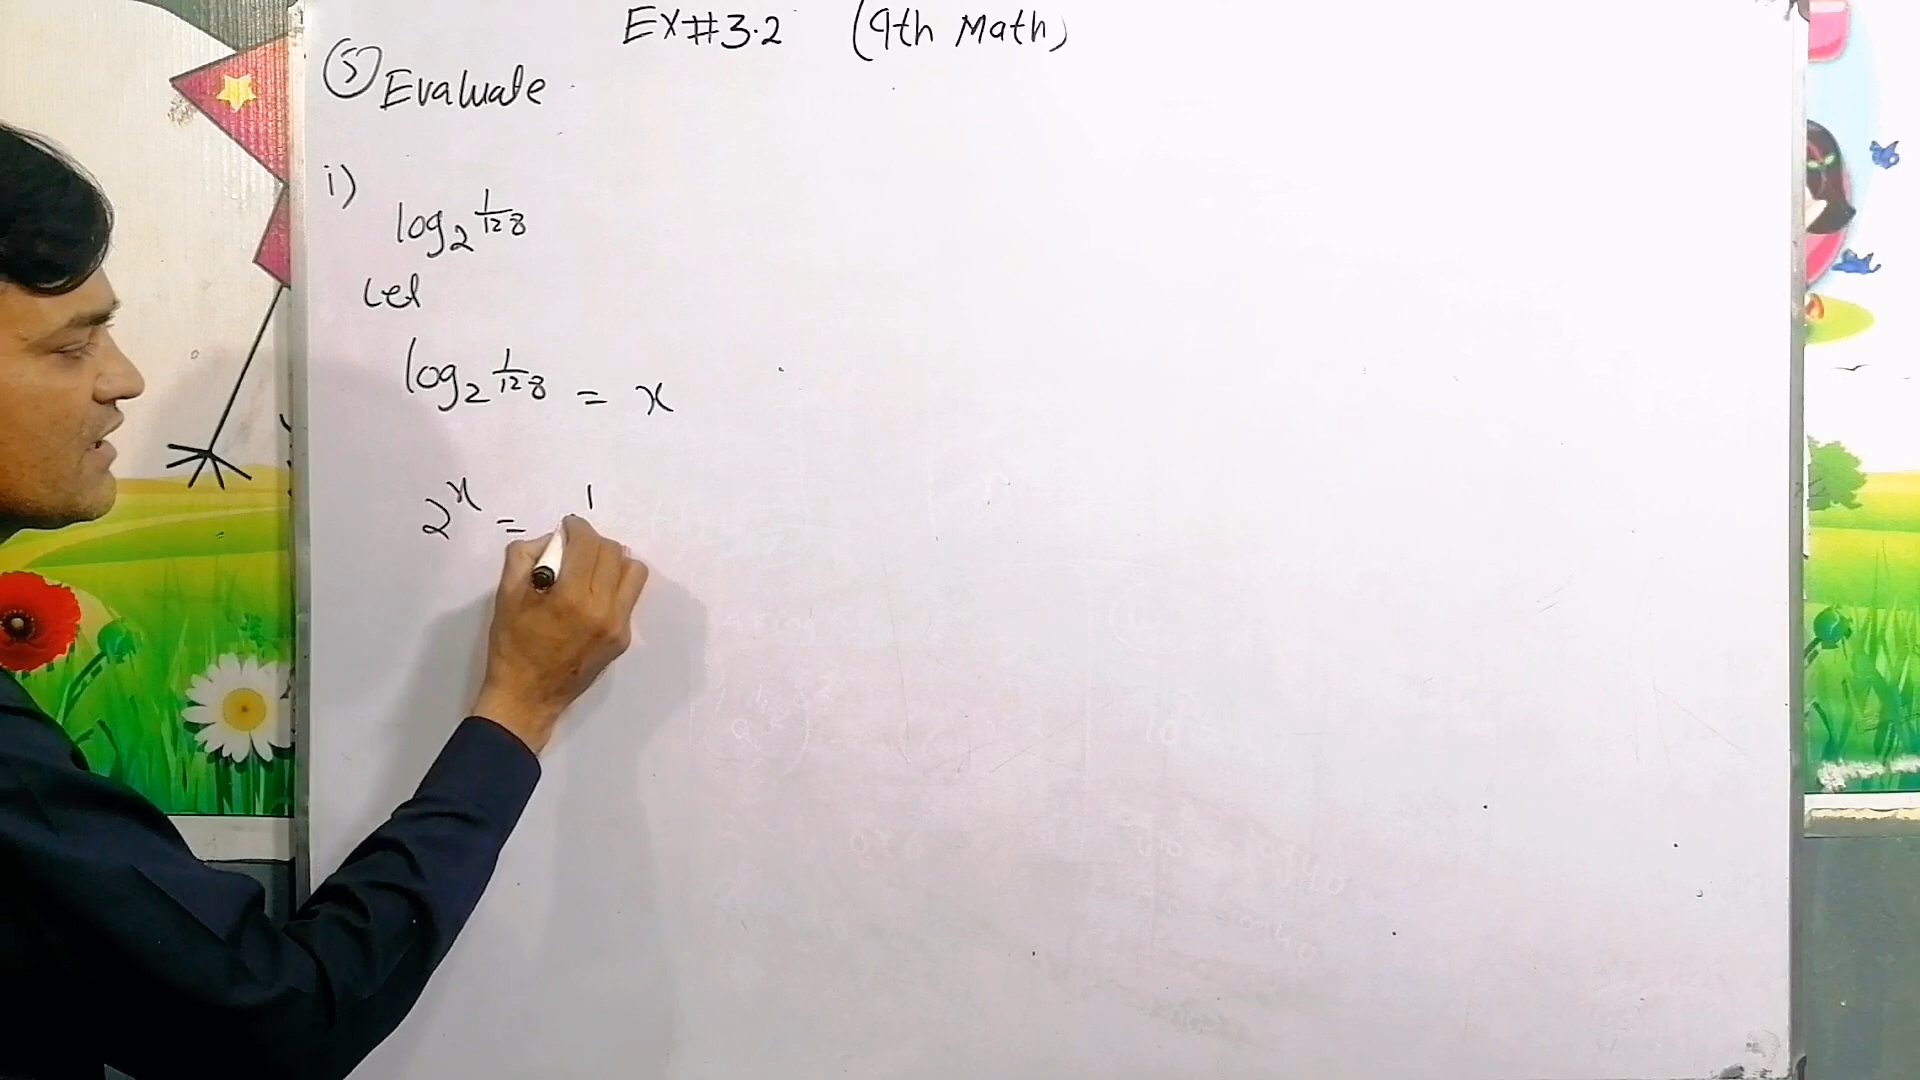 EX#3.2 (9th Math)
⑤ Evaluate
i)
log₂ 1/128
Let
log₂ 1/128 = x
2ˣ = 1